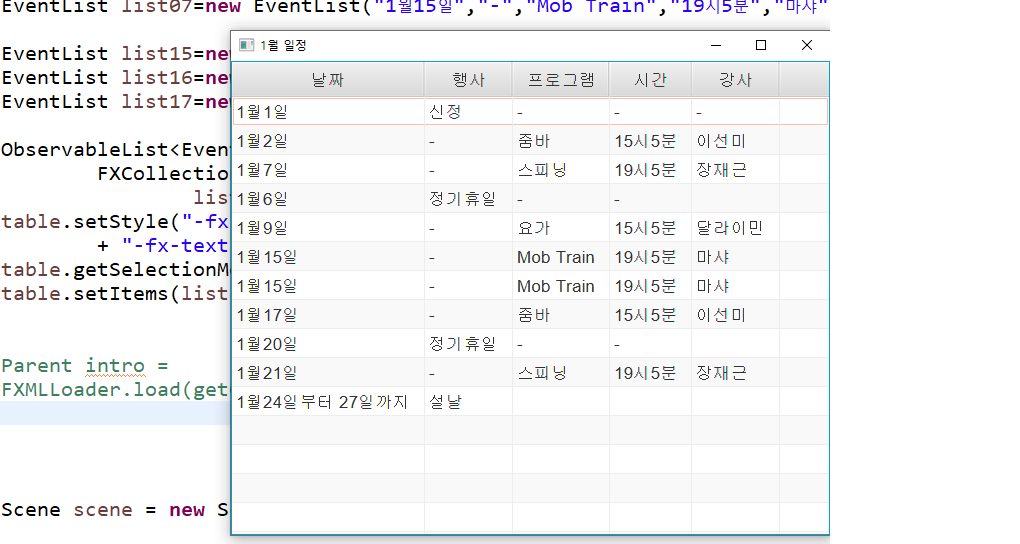 EventList list07=new EventList("1월15일","-","Mob Train","19시5분","마샤"
EventList list15=new
EventList list16=new
EventList list17=new
ObservableList<Even
FXCollection
lis
table.setStyle("-fx
+ "-fx-text
table.getSelectionM
table.setItems(list
Parent intro =
FXMLLoader.load(get
Scene scene = new S
1월 일정
날짜 행사 프로그램 시간 강사
1월1일 신정 - - -
1월2일 - 줌바 15시5분 이선미
1월7일 - 스피닝 19시5분 장재근
1월6일 정기휴일 - -
1월9일 - 요가 15시5분 달라이민
1월15일 - Mob Train 19시5분 마샤
1월15일 - Mob Train 19시5분 마샤
1월17일 - 줌바 15시5분 이선미
1월20일 정기휴일 - -
1월21일 - 스피닝 19시5분 장재근
1월24일부터 27일까지 설날